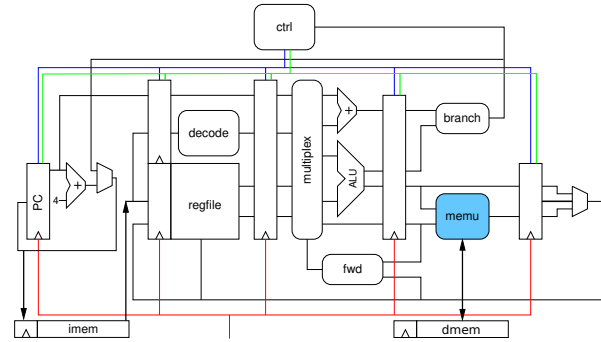 ctrl
branch
decode
multiplex
+
ALU
PC
4
+
regfile
memu
fwd
imem
dmem